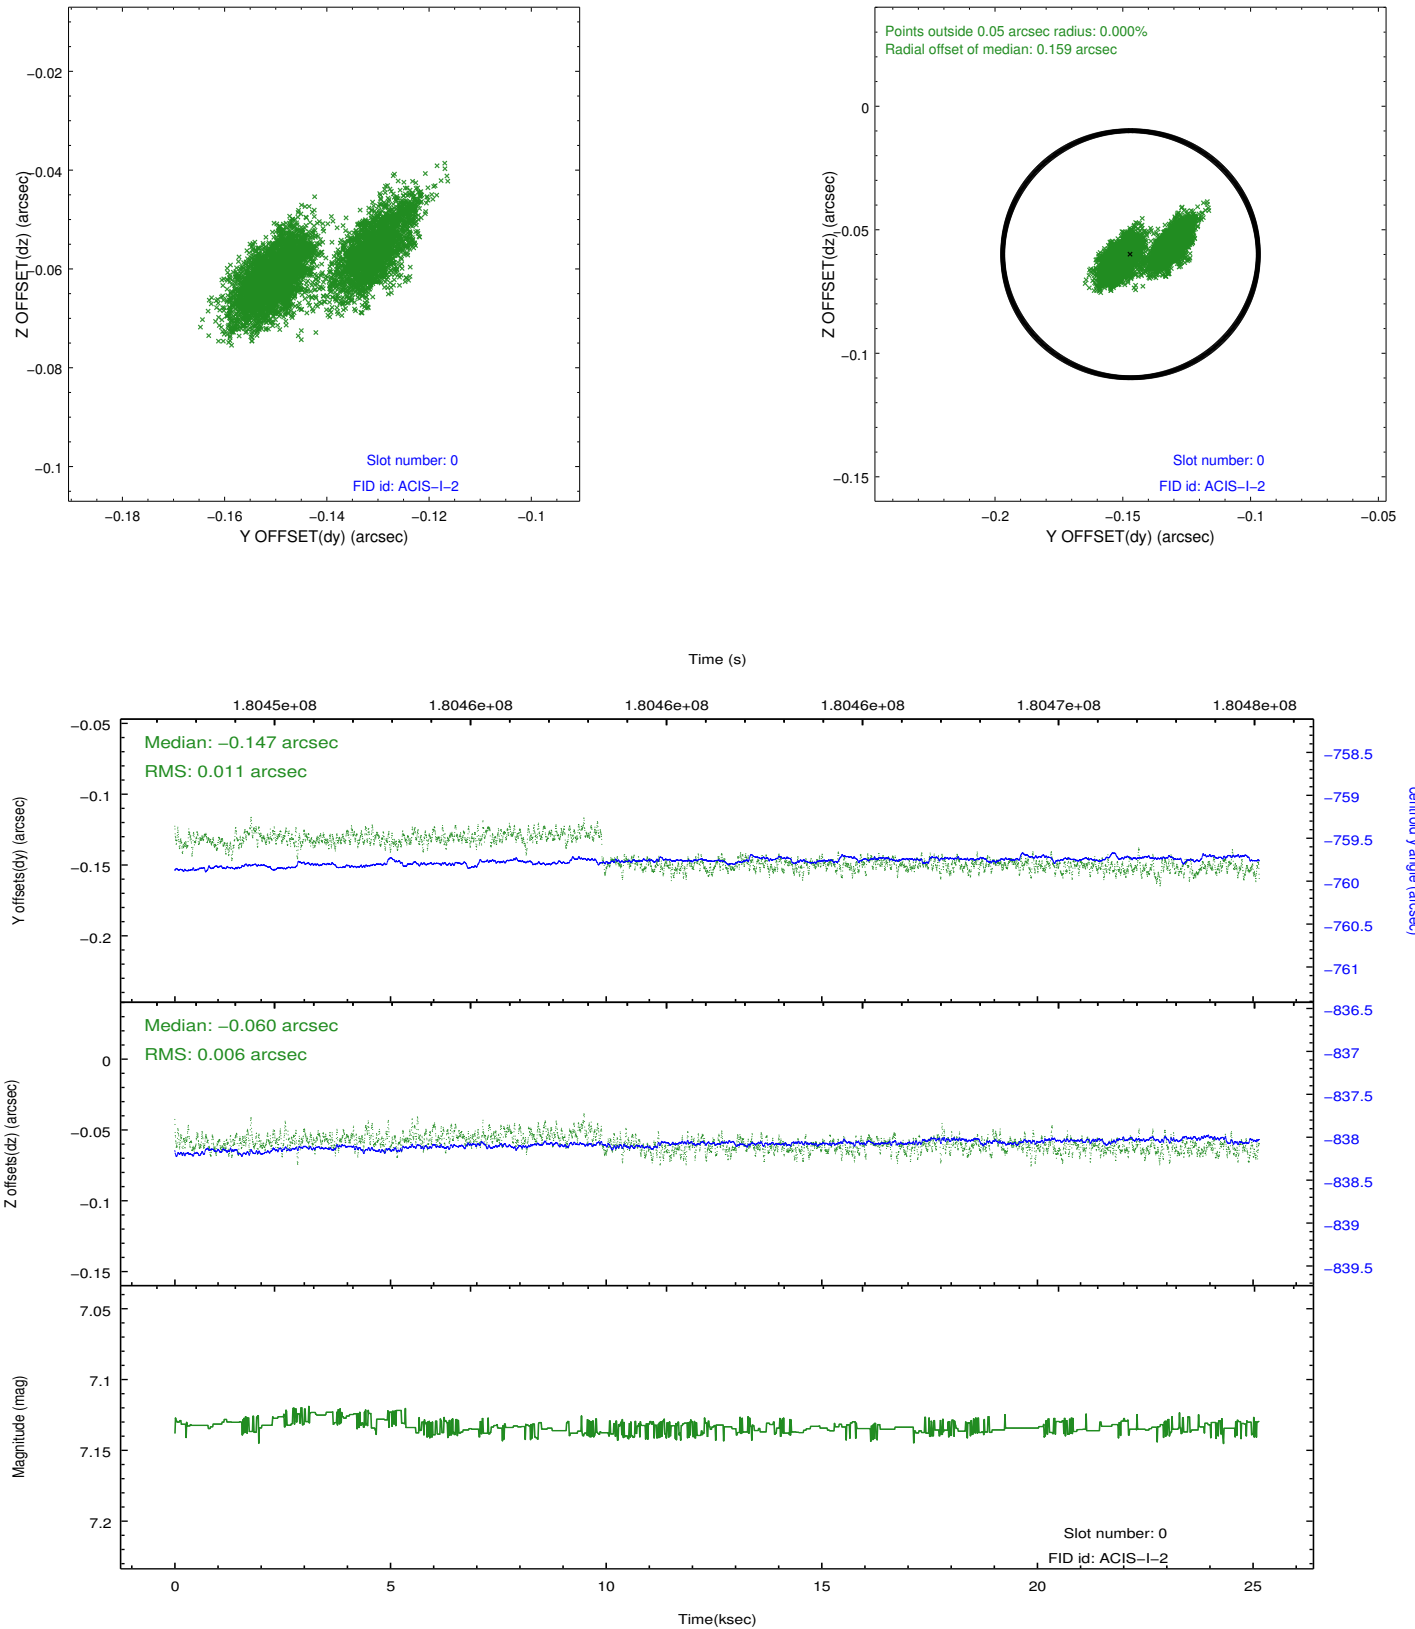 −0.02
−0.04
−0.06
−0.08
−0.1
Z OFFSET(dz) (arcsec)
Slot number: 0
FID id: ACIS−I−2
−0.18
−0.16
−0.14
−0.12
−0.1
Y OFFSET(dy) (arcsec)
Points outside 0.05 arcsec radius: 0.000%
Radial offset of median: 0.159 arcsec
0
−0.05
−0.1
−0.15
Z OFFSET(dz) (arcsec)
Slot number: 0
FID id: ACIS−I−2
−0.2
−0.15
−0.1
−0.05
Y OFFSET(dy) (arcsec)
Time (s)
1.8045e+08
1.8046e+08
1.8046e+08
1.8046e+08
1.8047e+08
1.8048e+08
Median: −0.147 arcsec
RMS: 0.011 arcsec
−0.05
−0.1
−0.15
−0.2
Y offsets(dy) (arcsec)
−758.5
−759
−759.5
−760
−760.5
−761
centroid y angle (arcsec)
Median: −0.060 arcsec
RMS: 0.006 arcsec
0
−0.05
−0.1
−0.15
Z offsets(dz) (arcsec)
−836.5
−837
−837.5
−838
−838.5
−839
−839.5
7.05
7.1
7.15
7.2
Magnitude (mag)
Slot number: 0
FID id: ACIS−I−2
0
5
10
15
20
25
Time(ksec)